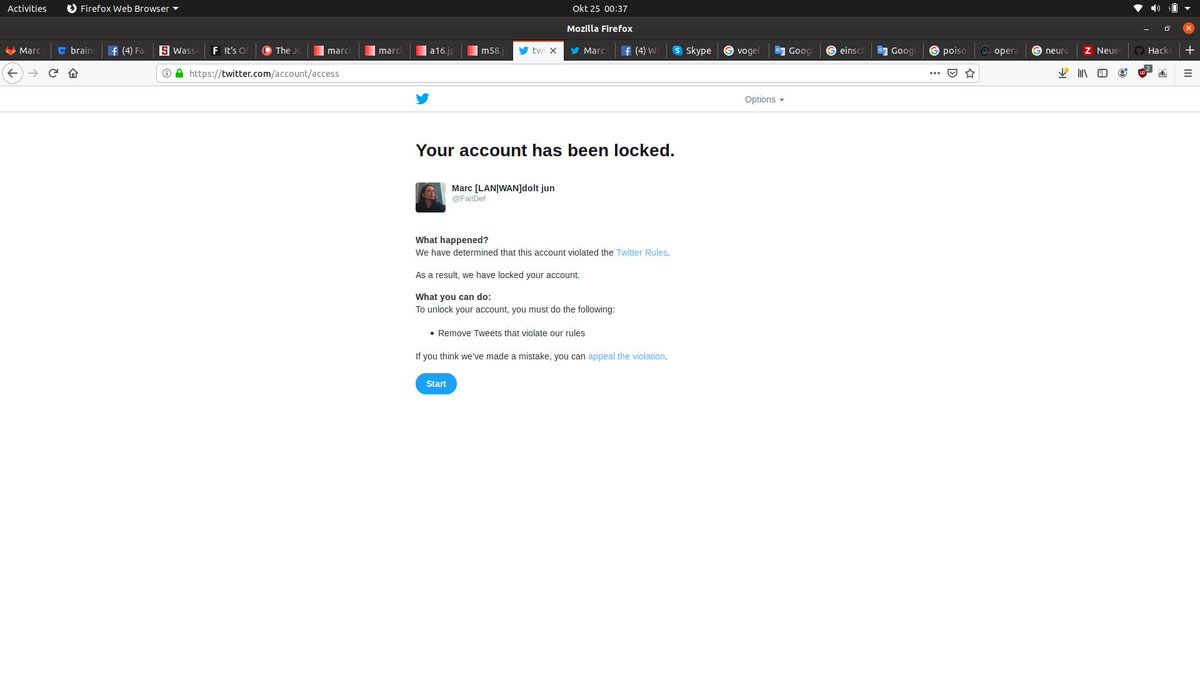 Activities Firefox Web Browser Okt 25 00:37
Mozilla Firefox
Marc brain (4) Fa Wass It's Of The Jo marcl marcl a16.jp m58.j twi Marc (4) W Skype vogel Goog einsch Goog poiso opera neuro Neuer Hacke
https://twitter.com/account/access
Options
Your account has been locked.
Marc [LAN|WAN]dolt jun
@FailDef
What happened?
We have determined that this account violated the Twitter Rules.
As a result, we have locked your account.
What you can do:
To unlock your account, you must do the following:
• Remove Tweets that violate our rules
If you think we've made a mistake, you can appeal the violation.
Start